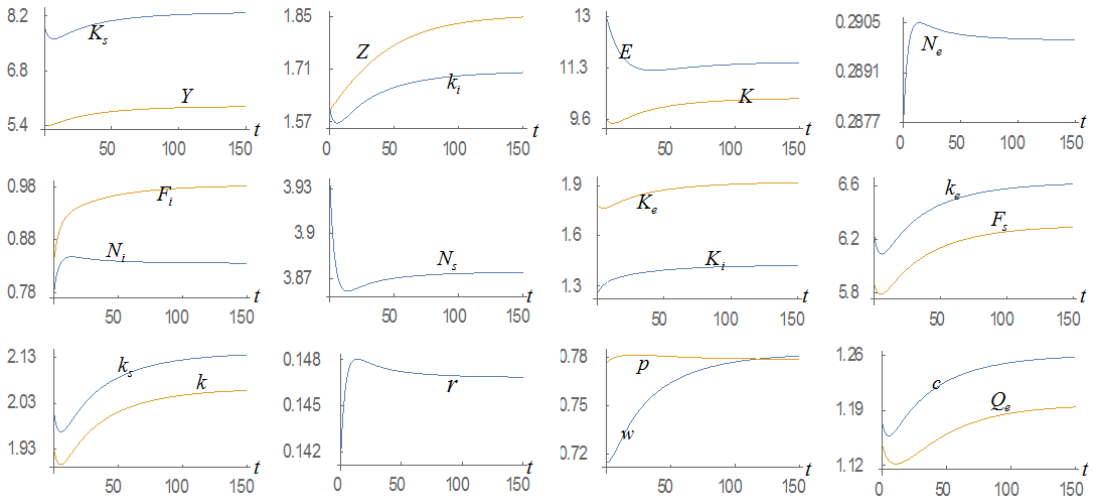 8.2 6.8 5.4 K_s Y 50 100 150 t
1.85 1.71 1.57 Z k_i 50 100 150 t
13 11.3 9.6 E K 50 100 150 t
0.2905 0.2891 0.2877 N_e 0 50 100 150 t
0.98 0.88 0.78 F_i N_i 50 100 150 t
3.93 3.9 3.87 N_s 50 100 150 t
1.9 1.6 1.3 K_e K_i 50 100 150 t
6.6 6.2 5.8 k_e F_s 50 100 150 t
2.13 2.03 1.93 k_s k 50 100 150 t
0.148 0.145 0.142 r 0 50 100 150 t
0.78 0.75 0.72 p w 50 100 150 t
1.26 1.19 1.12 c Q_e 0 50 100 150 t